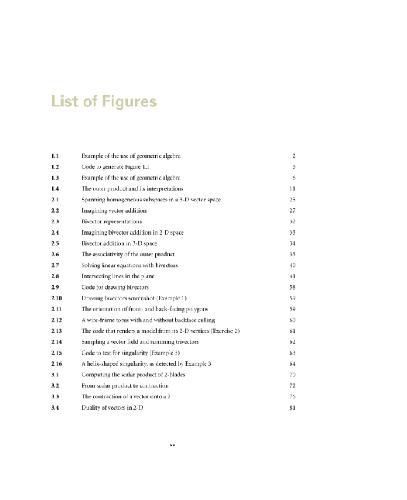 List of Figures
1.1 Example of the use of geometric algebra 2
1.2 Code to generate Figure 1.1 5
1.3 Example of the use of geometric algebra 6
1.4 The outer product and its interpretations 11
2.1 Spanning homogeneous subspaces in a 3-D vector space 25
2.2 Imagining vector addition 27
2.3 Bivector representations 32
2.4 Imagining bivector addition in 2-D space 33
2.5 Bivector addition in 3-D space 34
2.6 The associativity of the outer product 35
2.7 Solving linear equations with bivectors 40
2.8 Intersecting lines in the plane 41
2.9 Code for drawing bivectors 58
2.10 Drawing bivectors screenshot (Example 1) 59
2.11 The orientation of front- and back-facing polygons 59
2.12 A wire-frame torus with and without backface culling 60
2.13 The code that renders a model from its 2-D vertices (Exercise 2) 61
2.14 Sampling a vector field and summing trivectors 62
2.15 Code to test for singularity (Example 3) 63
2.16 A helix-shaped singularity, as detected by Example 3 64
3.1 Computing the scalar product of 2-blades 70
3.2 From scalar product to contraction 72
3.3 The contraction of a vector onto a 2 76
3.4 Duality of vectors in 2-D 81